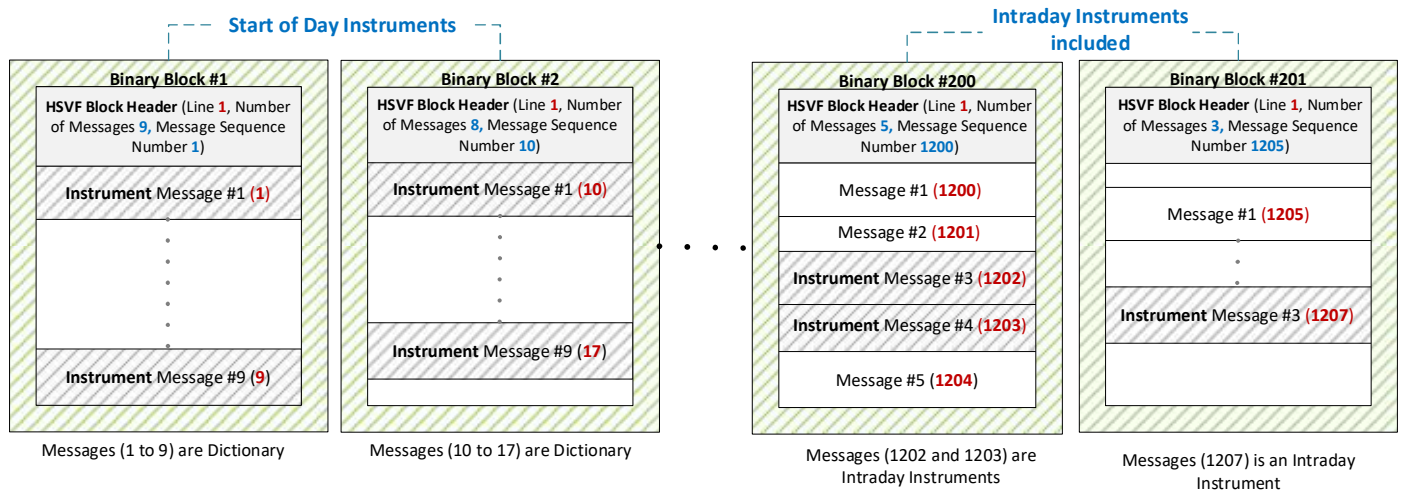 Start of Day Instruments
Intraday Instruments
included
Binary Block #1
HSVF Block Header (Line 1, Number
of Messages 9, Message Sequence
Number 1)
Instrument Message #1 (1)
Instrument Message #9 (9)
Messages (1 to 9) are Dictionary
Binary Block #2
HSVF Block Header (Line 1, Number
of Messages 8, Message Sequence
Number 10)
Instrument Message #1 (10)
Instrument Message #9 (17)
Messages (10 to 17) are Dictionary
Binary Block #200
HSVF Block Header (Line 1, Number
of Messages 5, Message Sequence
Number 1200)
Message #1 (1200)
Message #2 (1201)
Instrument Message #3 (1202)
Instrument Message #4 (1203)
Message #5 (1204)
Messages (1202 and 1203) are
Intraday Instruments
Binary Block #201
HSVF Block Header (Line 1, Number
of Messages 3, Message Sequence
Number 1205)
Message #1 (1205)
Instrument Message #3 (1207)
Messages (1207) is an Intraday
Instrument